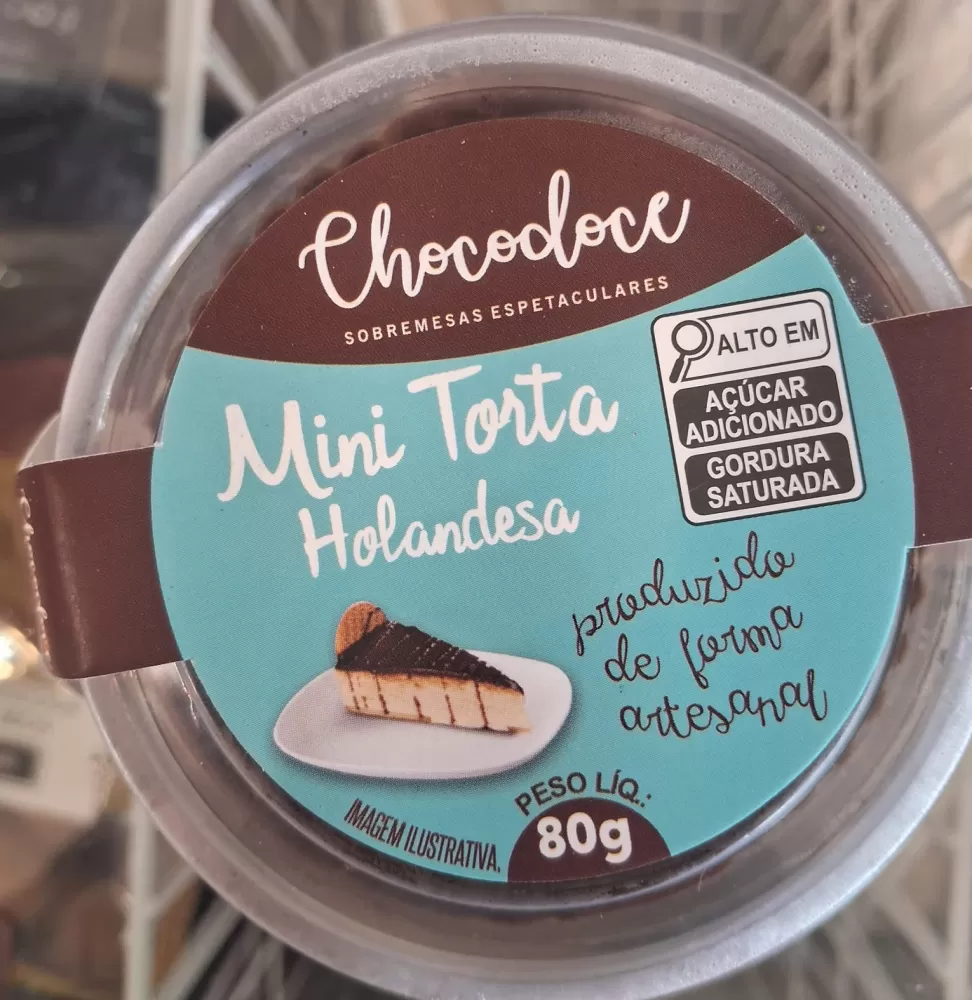 Chocodoce
SOBREMESAS ESPETACULARES
Mini Torta
Holandesa
ALTO EM
AÇÚCAR
ADICIONADO
GORDURA
SATURADA
produzido
de forma
artesanal
PESO LÍQ.:
80g
IMAGEM ILUSTRATIVA.